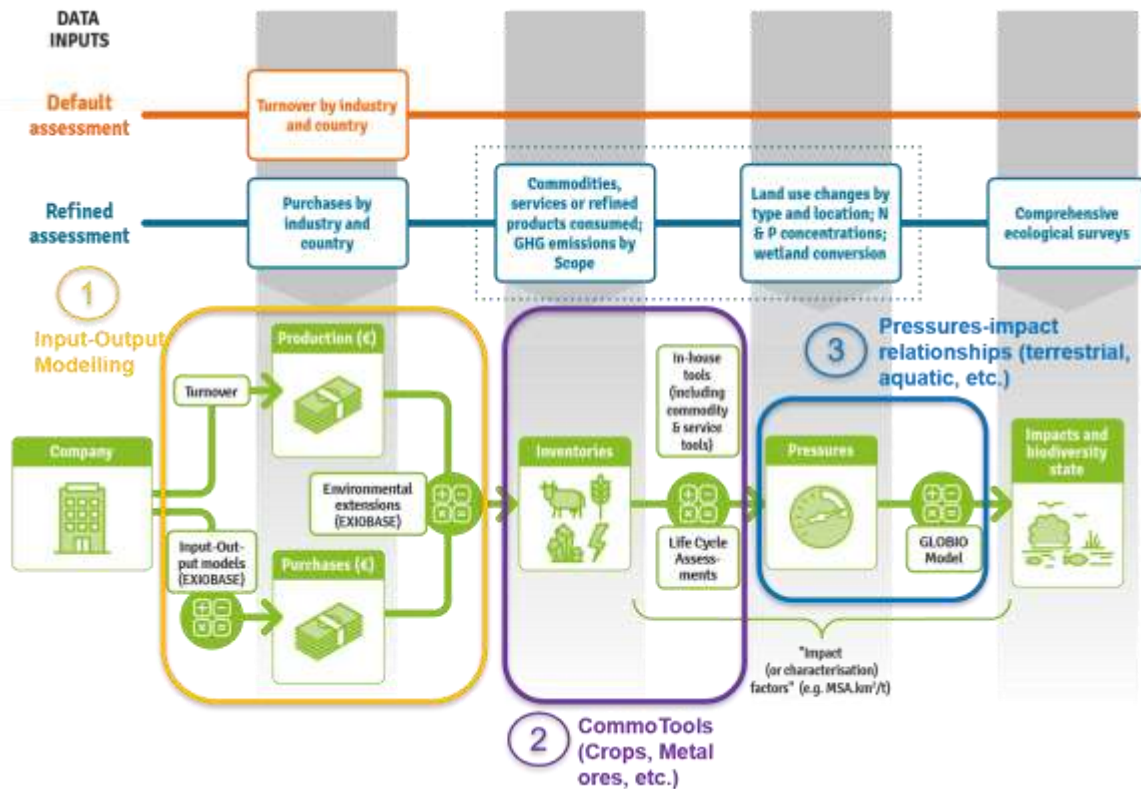 DATA
INPUTS
Default
assessment
Turnover by industry
and country
Refined
assessment
Purchases by
industry and
country
Commodities,
services or refined
products consumed;
GHG emissions by
Scope
Land use changes by
type and location; N
& P concentrations;
wetland conversion
Comprehensive
ecological surveys
1
Input-Output
Modelling
Production (€)
Turnover
Company
Environmental
extensions
(EXIOBASE)
Input-Out-
put models
(EXIOBASE)
Purchases (€)
Inventories
In-house
tools
(including
commodity
& service
tools)
Life Cycle
Assess-
ments
3
Pressures-impact
relationships (terrestrial,
aquatic, etc.)
Pressures
GLOBIO
Model
Impacts and
biodiversity
state
"Impact
(or characterisation)
factors" (e.g. MSA.km²/t)
2
CommoTools
(Crops, Metal
ores, etc.)